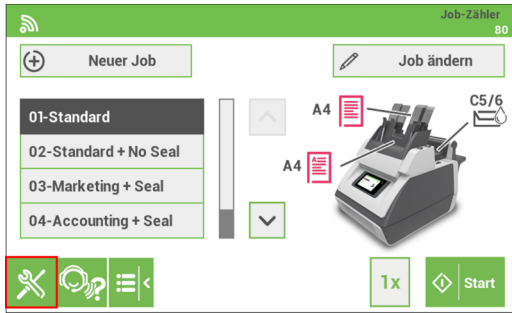 Job-Zähler
80
Neuer Job
Job ändern
01-Standard
02-Standard + No Seal
03-Marketing + Seal
04-Accounting + Seal
A4
C5/6
A4
1x
Start